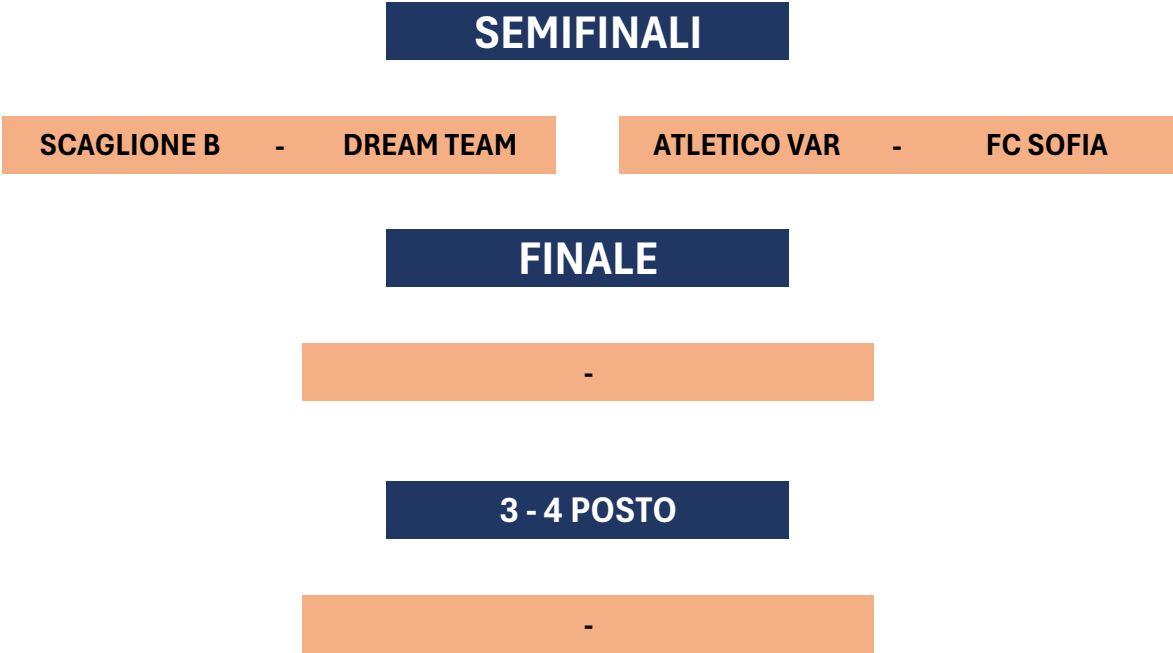 SEMIFINALI
SCAGLIONE B - DREAM TEAM
ATLETICO VAR - FC SOFIA
FINALE
-
3 - 4 POSTO
-